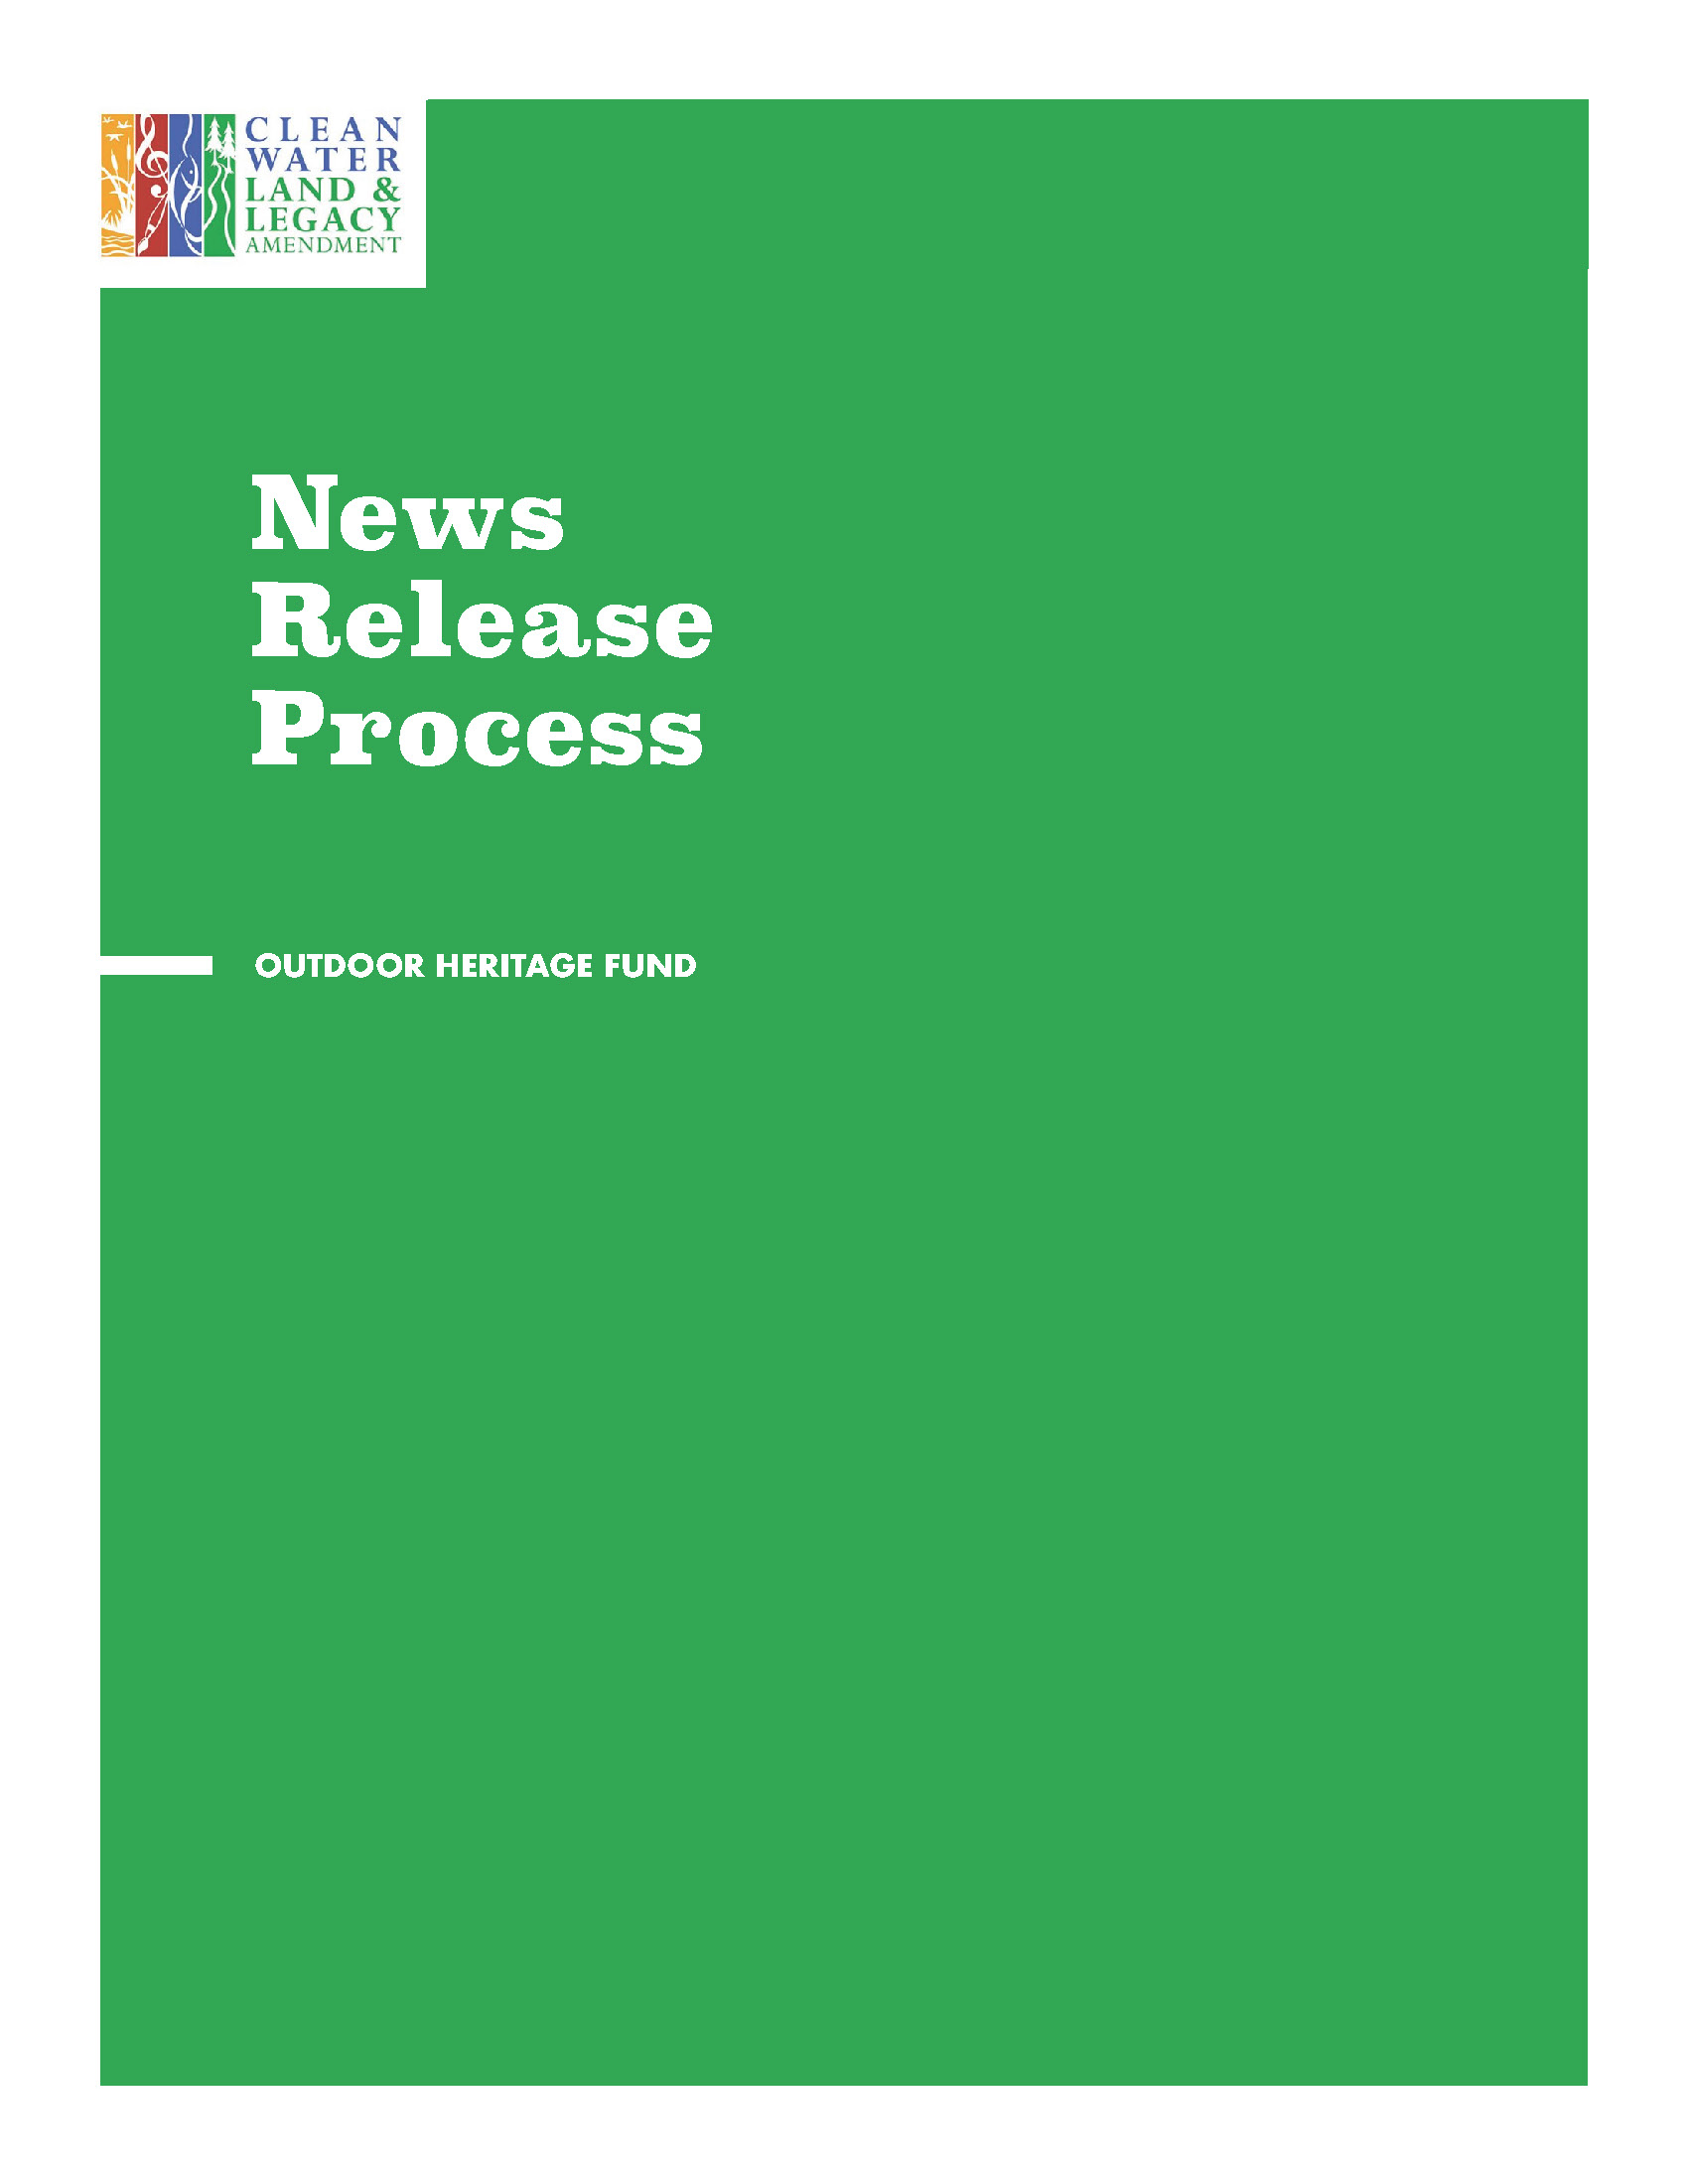 CLEAN
WATER
LAND &
LEGACY
AMENDMENT
News
Release
Process
OUTDOOR HERITAGE FUND